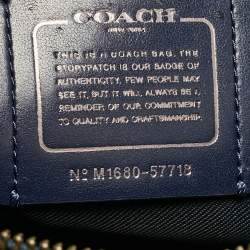 COACH
NEW YORK
THIS IS A COACH BAG. THE
STORYPATCH IS OUR BADGE OF
AUTHENTICITY. FEW PEOPLE MAY
SEE IT, BUT IT WILL ALWAYS BE A
REMINDER OF OUR COMMITMENT
TO QUALITY AND CRAFTSMANSHIP.
Nº M1680-57718